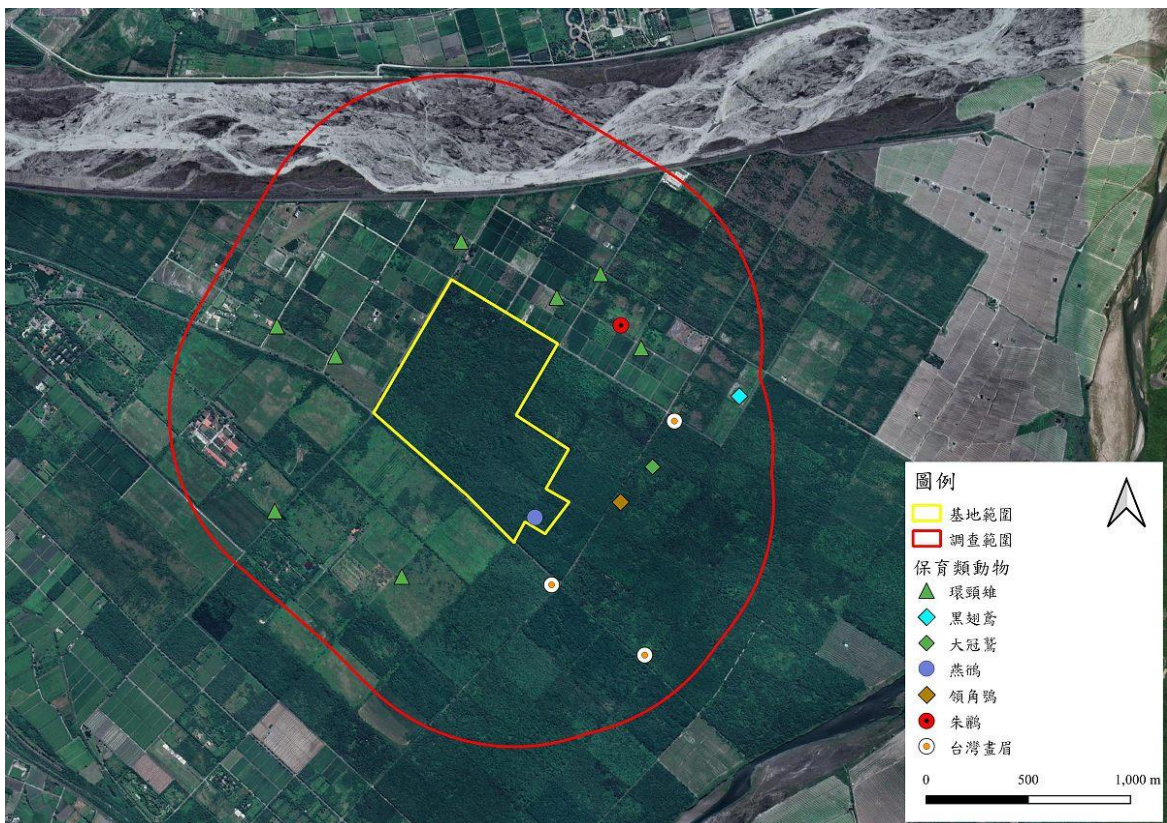 圖例
基地範圍
調查範圍
保育類動物
環頸雉
黑翅鳶
大冠鷲
燕鴴
領角鴞
朱鸝
台灣畫眉
0 500 1,000 m